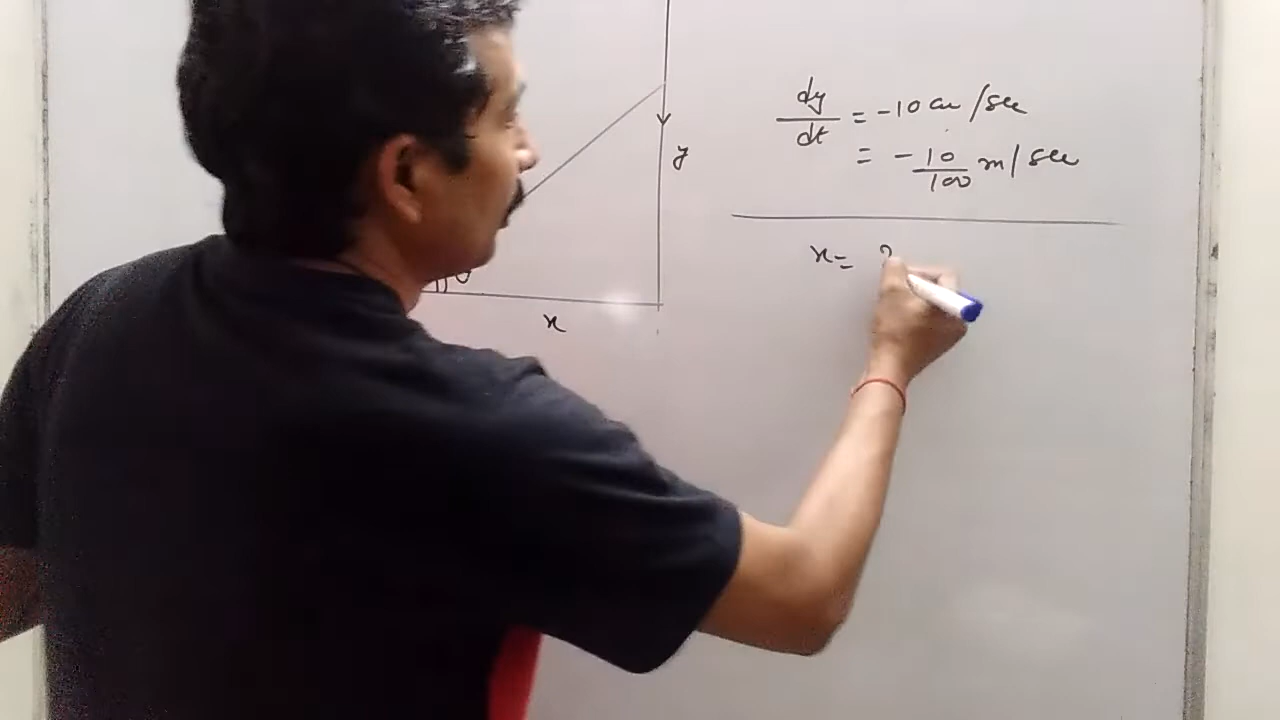 dy/dt = -10 cm/sec
= -10/100 m/sec
y
x =
θ
x